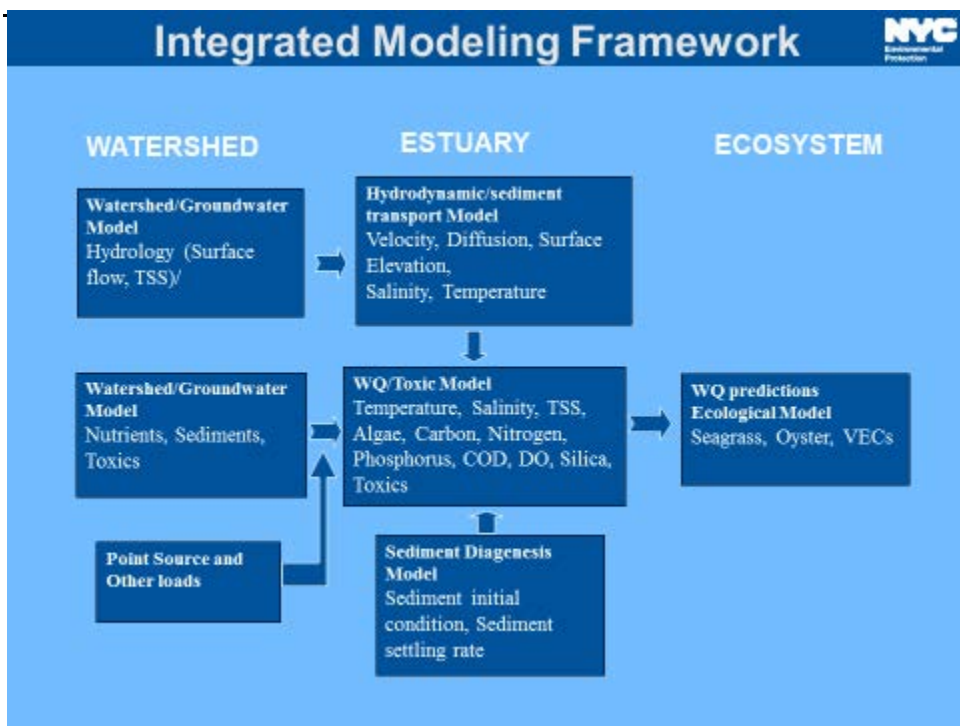 Integrated Modeling Framework
NYC
Environmental
Protection
WATERSHED
ESTUARY
ECOSYSTEM
Watershed/Groundwater
Model
Hydrology (Surface
flow, TSS)/
Hydrodynamic/sediment
transport Model
Velocity, Diffusion, Surface
Elevation,
Salinity, Temperature
Watershed/Groundwater
Model
Nutrients, Sediments,
Toxics
WQ/Toxic Model
Temperature, Salinity, TSS,
Algae, Carbon, Nitrogen,
Phosphorus, COD, DO, Silica,
Toxics
WQ predictions
Ecological Model
Seagrass, Oyster, VECs
Point Source and
Other loads
Sediment Diagenesis
Model
Sediment initial
condition, Sediment
settling rate